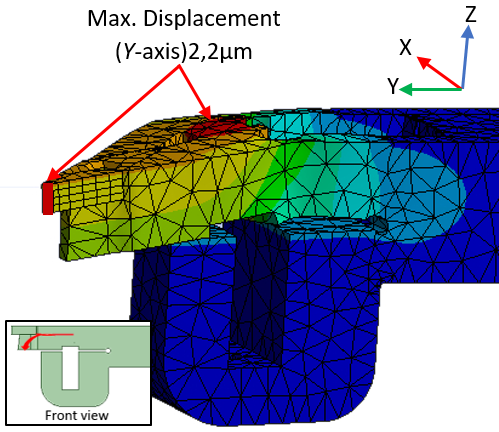 Max. Displacement
(Y-axis)2,2μm
Z
X
Y
Front view